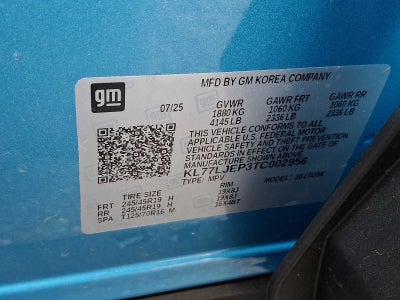 gm
MFD BY GM KOREA COMPANY
07/25
GVWR GAWR FRT GAWR RR
1880 KG 1060 KG 1060 KG
4145 LB 2336 LB 2336 LB
THIS VEHICLE CONFORMS TO ALL
APPLICABLE U.S. FEDERAL MOTOR
VEHICLE SAFETY AND THEFT PREVENTION
STANDARDS IN EFFECT ON THE DATE OF
MANUFACTURE SHOWN ABOVE
KL77LJEP3TC002956
TYPE: MPV MODEL:
TIRE SIZE RIM
FRT 245/45R19 H 19X8J
RR 245/45R19 H 19X8J
SPA T125/70R16 M 16X4BT